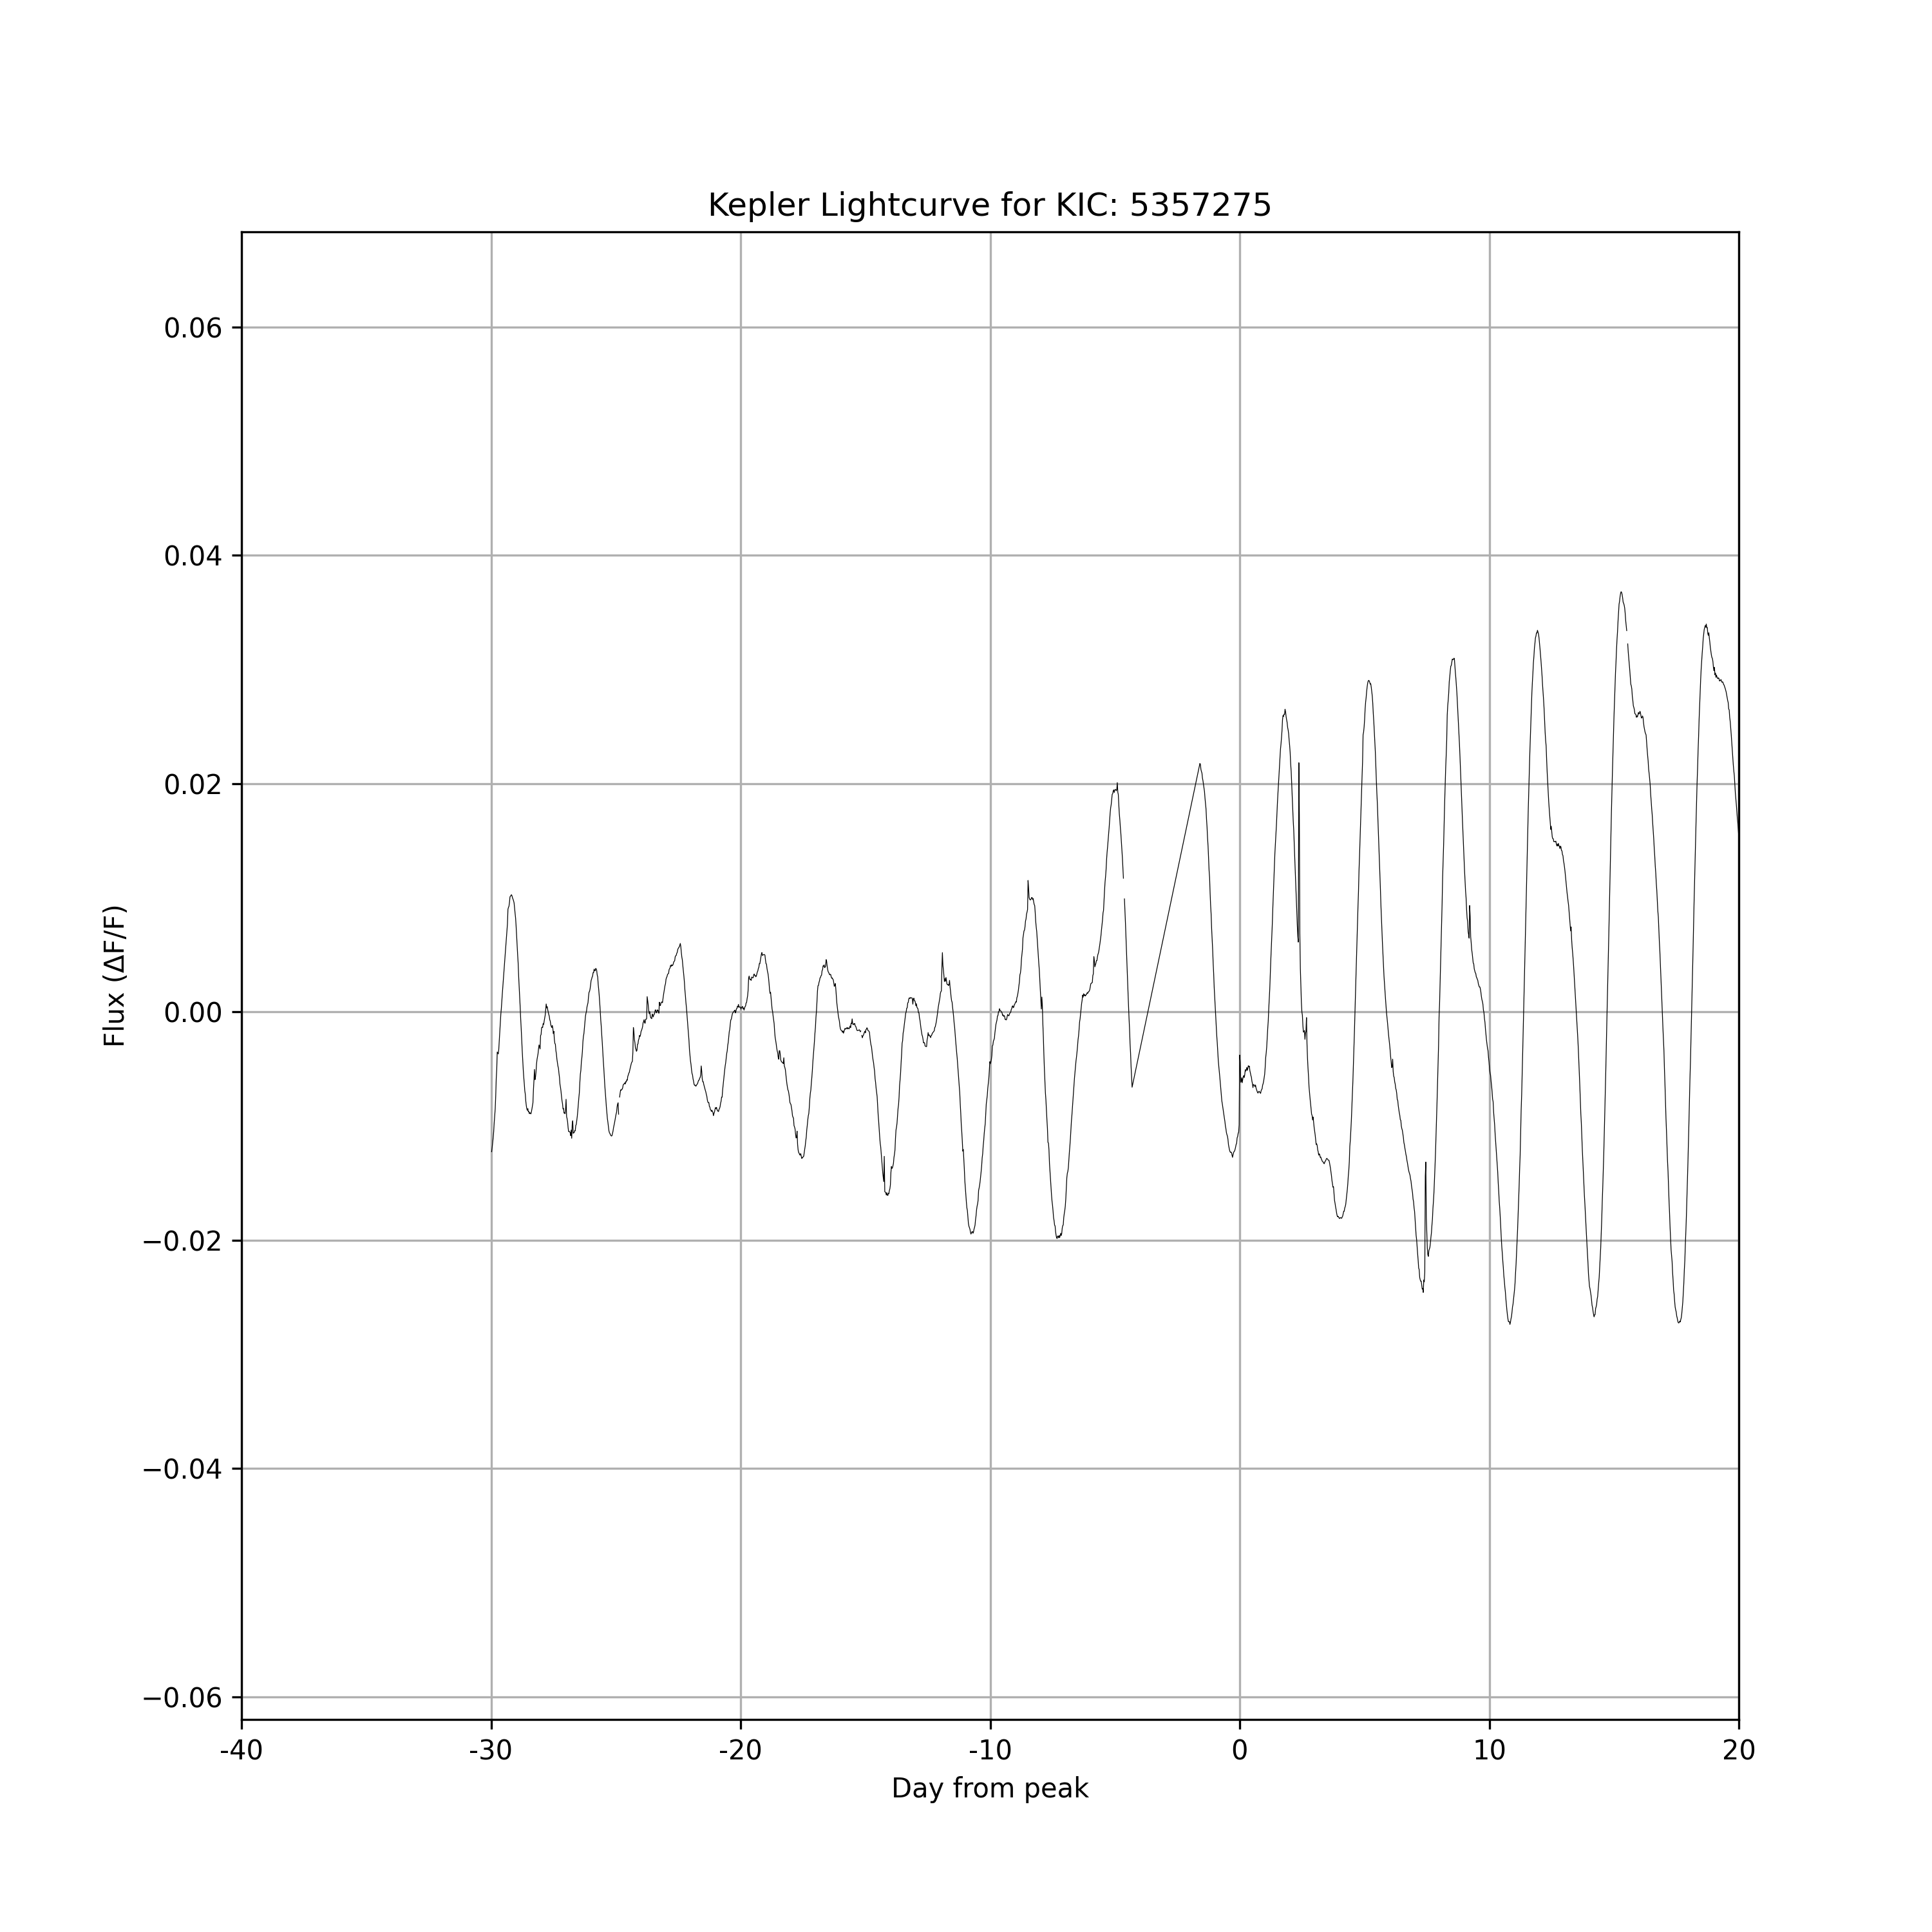 Kepler Lightcurve for KIC: 5357275
0.06
0.04
0.02
0.00
−0.02
−0.04
−0.06
Flux (ΔF/F)
-40 -30 -20 -10 0 10 20
Day from peak